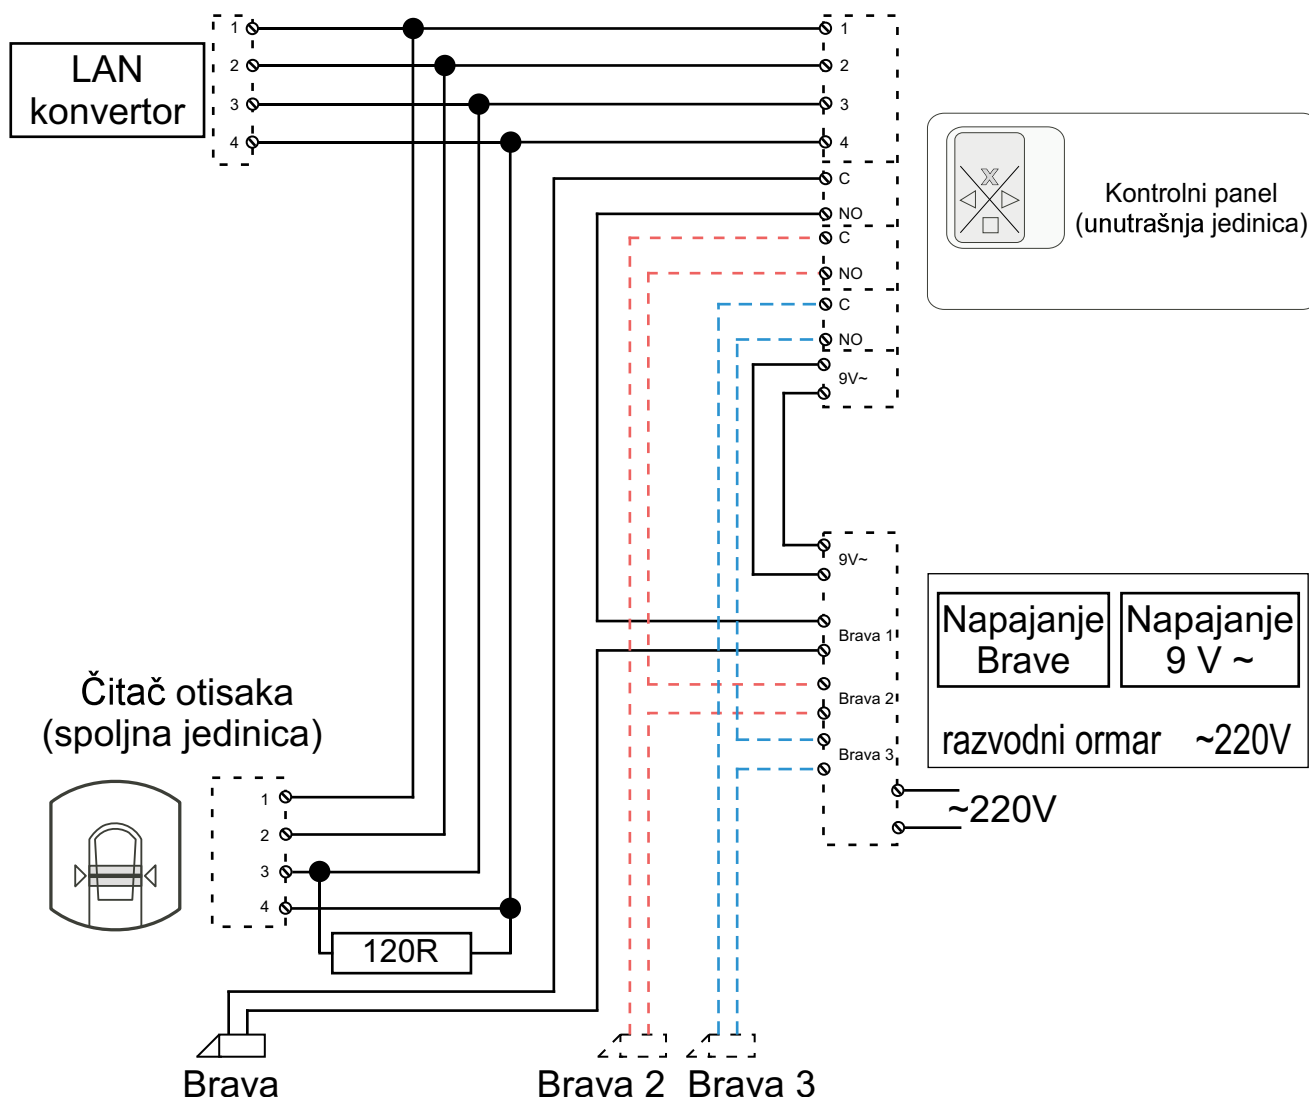 LAN
konvertor
1
2
3
4
1
2
3
4
C
NO
C
NO
C
NO
9V~
Kontrolni panel
(unutrašnja jedinica)
9V~
Brava 1
Brava 2
Brava 3
~220V
Napajanje
Brave
Napajanje
9 V ~
razvodni ormar ~220V
Čitač otisaka
(spoljna jedinica)
1
2
3
4
120R
Brava
Brava 2
Brava 3